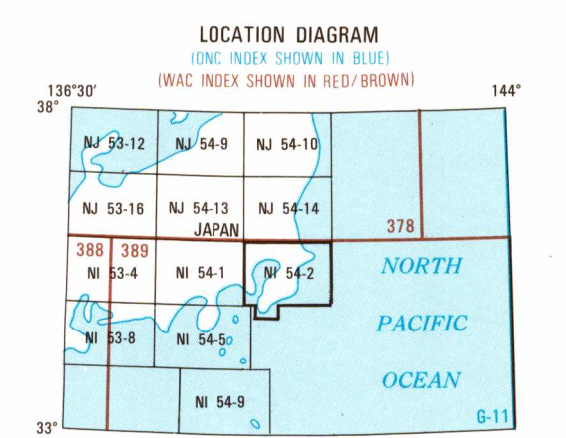 LOCATION DIAGRAM
(ONC INDEX SHOWN IN BLUE)
(WAC INDEX SHOWN IN RED/BROWN)
136°30' 144°
38°
NJ 53-12 NJ 54-9 NJ 54-10
NJ 53-16 NJ 54-13 NJ 54-14
JAPAN 378
388 389
NI 53-4 NI 54-1 NI 54-2 NORTH
PACIFIC
NI 53-8 NI 54-5
OCEAN
NI 54-9
G-11
33°